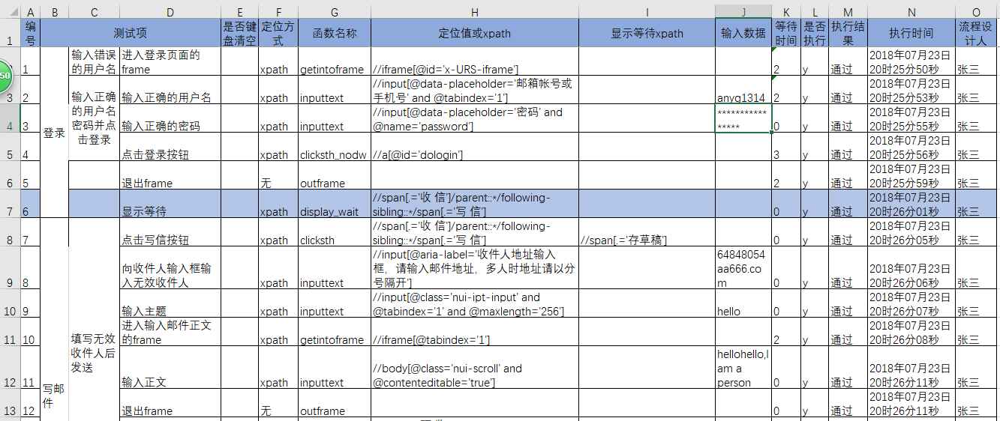 A B C D E F G H I J K L M N O
1 编号 测试项 是否键盘清空 定位方式 函数名称 定位值或xpath 显示等待xpath 输入数据 等待时间 是否执行 执行结果 执行时间 流程设计人
50
1 登录 输入错误的用户名 进入登录页面的frame xpath getintoframe //iframe[@id='x-URS-iframe'] 2 y 通过 2018年07月23日20时25分50秒 张三
3 2 输入正确的用户名密码并点击登录 输入正确的用户名 xpath inputtext //input[@data-placeholder='邮箱帐号或手机号' and @tabindex='1'] anyg1314 2 y 通过 2018年07月23日20时25分53秒 张三
4 3 输入正确的密码 xpath inputtext //input[@data-placeholder='密码' and @name='password'] ***************** 0 y 通过 2018年07月23日20时25分55秒 张三
5 4 点击登录按钮 xpath clicksth_nodw //a[@id='dologin'] 3 y 通过 2018年07月23日20时25分56秒 张三
6 5 退出frame 无 outframe 2 y 通过 2018年07月23日20时25分59秒 张三
7 6 显示等待 xpath display_wait //span[.='收 信']/parent::*/following-sibling::*/span[.='写 信'] 0 y 通过 2018年07月23日20时26分01秒 张三
8 7 点击写信按钮 xpath clicksth //span[.='收 信']/parent::*/following-sibling::*/span[.='写 信'] //span[.='存草稿'] 0 y 通过 2018年07月23日20时26分05秒 张三
9 8 向收件人输入框输入无效收件人 xpath inputtext //input[@aria-label='收件人地址输入框，请输入邮件地址，多人时地址请以分号隔开'] 64848054aa666.com 0 y 通过 2018年07月23日20时26分06秒 张三
10 9 输入主题 xpath inputtext //input[@class='nui-ipt-input' and @tabindex='1' and @maxlength='256'] hello 0 y 通过 2018年07月23日20时26分07秒 张三
11 10 写邮件 填写无效收件人后发送 进入输入邮件正文的frame xpath getintoframe //iframe[@tabindex='1'] 2 y 通过 2018年07月23日20时26分08秒 张三
12 11 输入正文 xpath inputtext //body[@class='nui-scroll' and @contenteditable='true'] hellohello,I am a person 0 y 通过 2018年07月23日20时26分11秒 张三
13 12 退出frame 无 outframe 0 y 通过 2018年07月23日20时26分11秒 张三